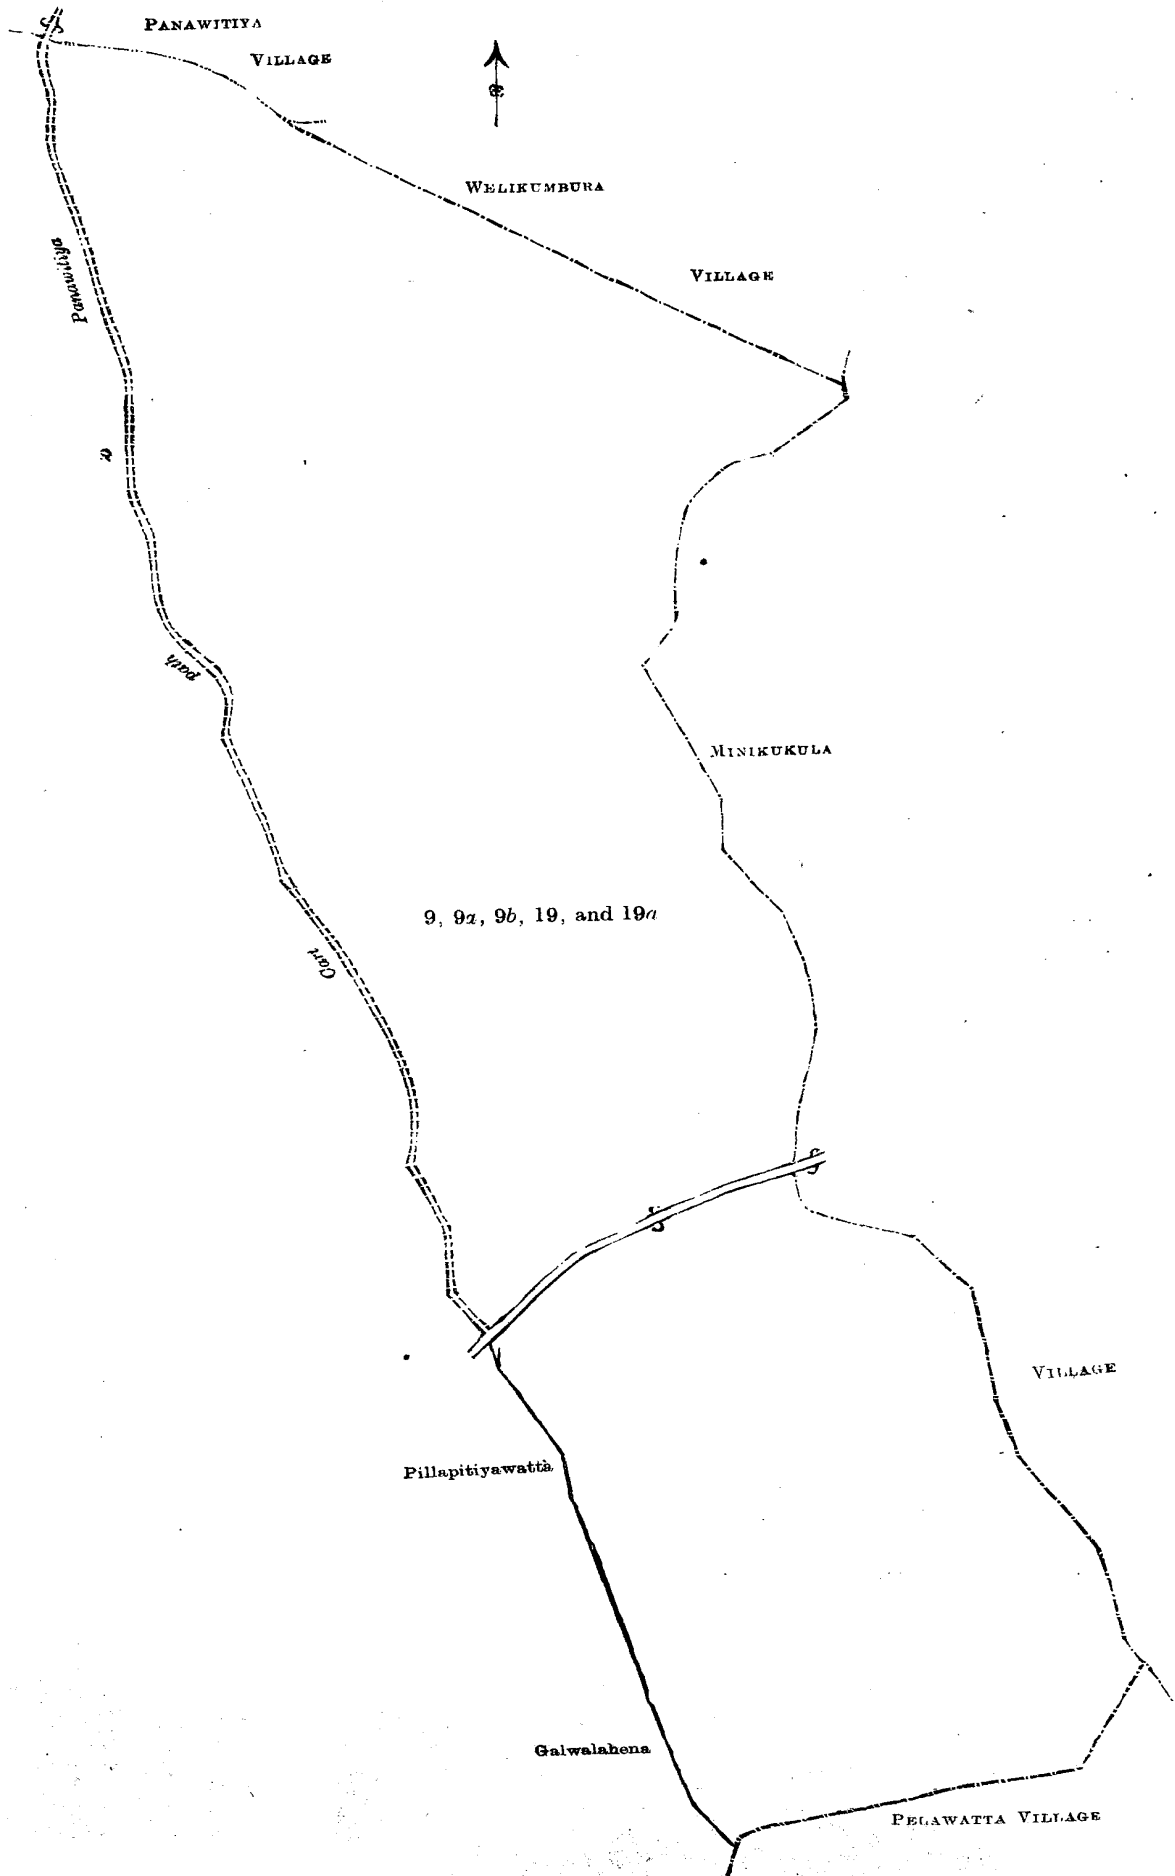 PANAWITIYA
VILLAGE
WELIKUMBURA
VILLAGE
Panawitiya
to
path
MINIKUKULA
9, 9a, 9b, 19, and 19a
Cart
S
S
VILLAGE
Pillapitiyawatta
Galwalahena
PELAWATTA VILLAGE